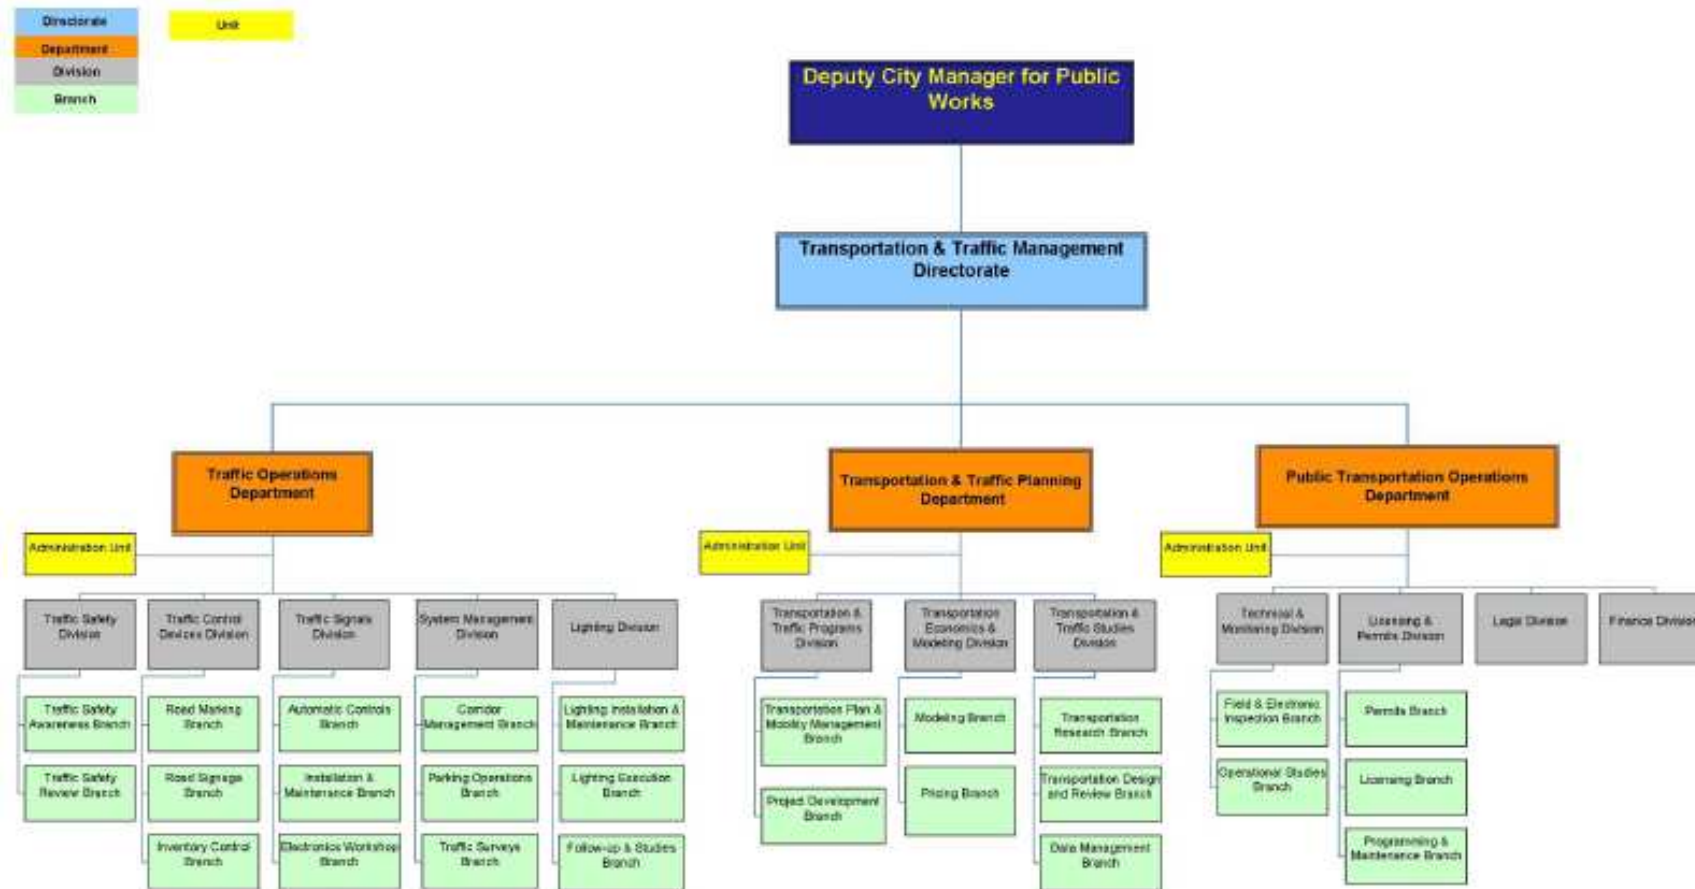 Directorate
Unit
Department
Division
Branch
Deputy City Manager for Public
Works
Transportation & Traffic Management
Directorate
Traffic Operations
Department
Transportation & Traffic Planning
Department
Public Transportation Operations
Department
Administration Unit
Administration Unit
Administration Unit
Traffic Safety
Division
Traffic Control
Devices Division
Traffic Signals
Division
System Management
Division
Lighting Division
Transportation &
Traffic Programs
Division
Transportation
Economics &
Modeling Division
Transportation &
Traffic Studies
Division
Technical &
Monitoring Division
Licensing &
Permits Division
Legal Division
Finance Division
Traffic Safety
Awareness Branch
Road Marking
Branch
Automatic Controls
Branch
Corridor
Management Branch
Lighting Installation &
Maintenance Branch
Transportation Plan &
Mobility Management
Branch
Modeling Branch
Transportation
Research Branch
Field & Electronic
Inspection Branch
Permits Branch
Traffic Safety
Review Branch
Road Signage
Branch
Installation &
Maintenance Branch
Parking Operations
Branch
Lighting Execution
Branch
Project Development
Branch
Pricing Branch
Transportation Design
and Review Branch
Operational Studies
Branch
Licensing Branch
Inventory Control
Branch
Electronics Workshop
Branch
Traffic Surveys
Branch
Follow-up & Studies
Branch
Data Management
Branch
Programming &
Maintenance Branch